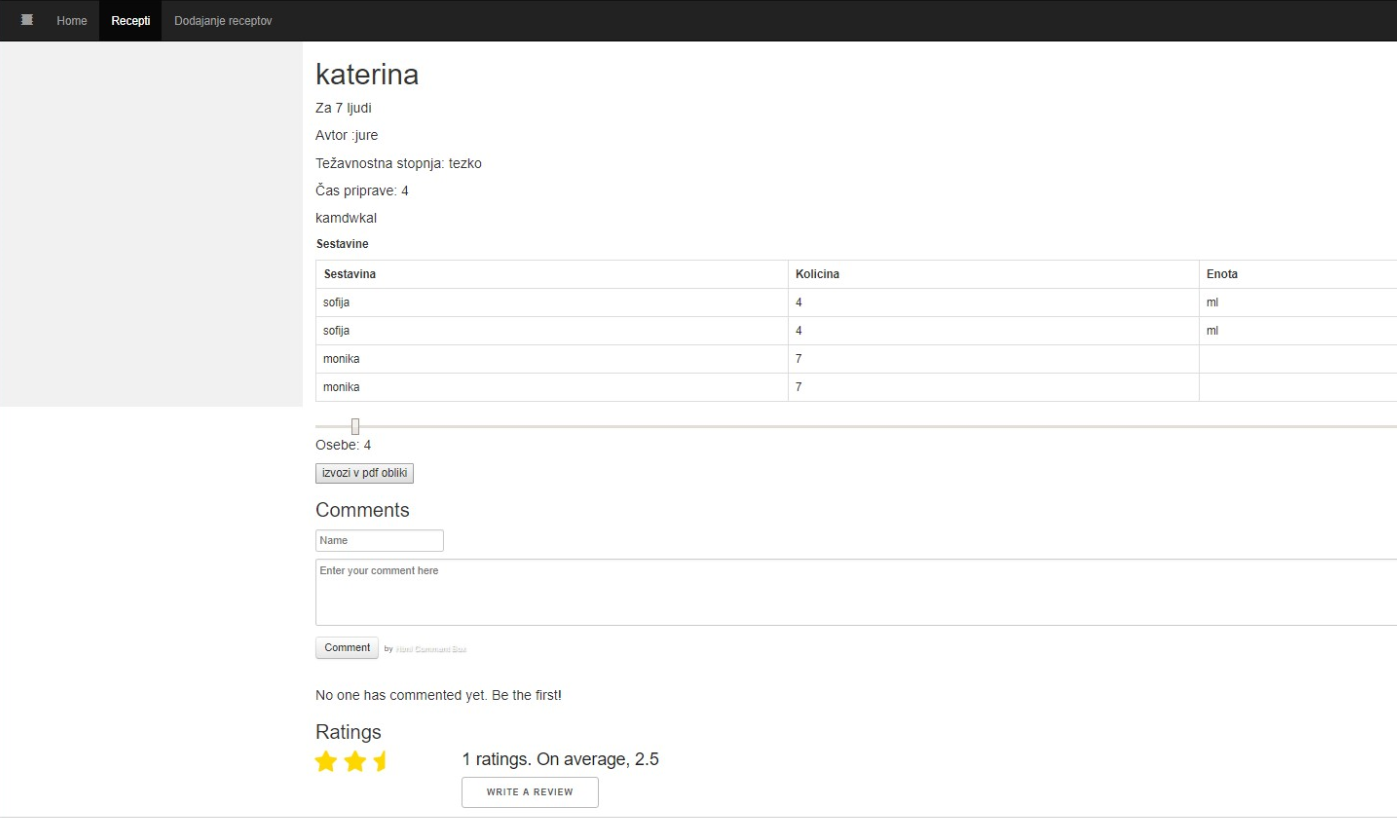 Home Recepti Dodajanje receptov
katerina
Za 7 ljudi
Avtor :jure
Težavnostna stopnja: tezko
Čas priprave: 4
kamdwkal
Sestavine
Sestavina Kolicina Enota
sofija 4 ml
sofija 4 ml
monika 7
monika 7
Osebe: 4
izvozi v pdf obliki
Comments
Name
Enter your comment here
Comment by Html Comment Box
No one has commented yet. Be the first!
Ratings
1 ratings. On average, 2.5
WRITE A REVIEW